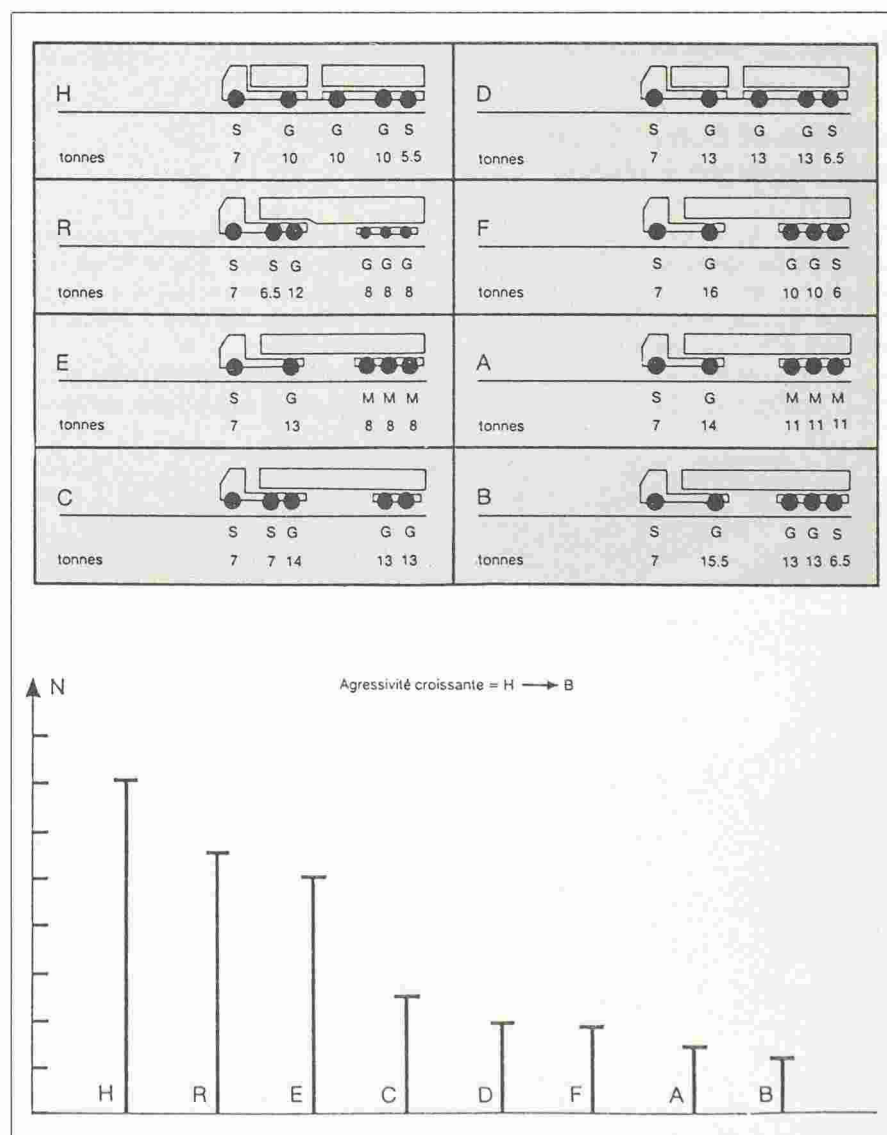 H
S G G G S
tonnes 7 10 10 10 5.5
D
S G G G S
tonnes 7 13 13 13 6.5
R
S S G G G G
tonnes 7 6.5 12 8 8 8
F
S G G G S
tonnes 7 16 10 10 6
E
S G M M M
tonnes 7 13 8 8 8
A
S G M M M
tonnes 7 14 11 11 11
C
S S G G G
tonnes 7 7 14 13 13
B
S G G G S
tonnes 7 15.5 13 13 6.5
N
Agressivité croissante = H → B
H R E C D F A B